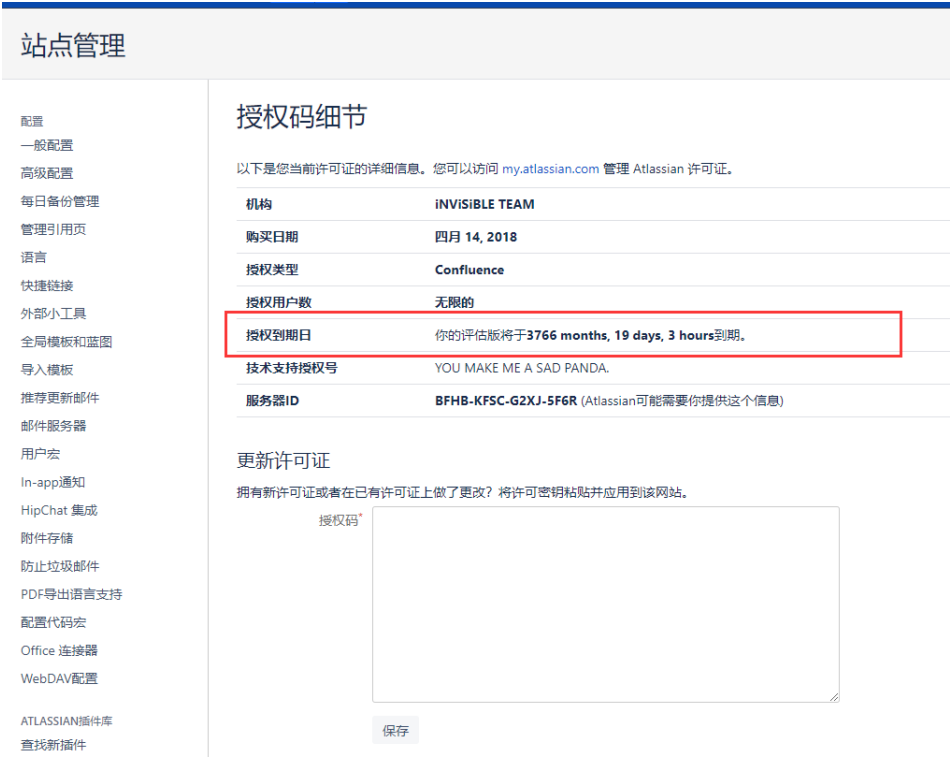 站点管理
配置
一般配置
高级配置
每日备份管理
管理引用页
语言
快捷链接
外部小工具
全局模板和蓝图
导入模板
推荐更新邮件
邮件服务器
用户宏
In-app通知
HipChat 集成
附件存储
防止垃圾邮件
PDF导出语言支持
配置代码宏
Office 连接器
WebDAV配置
ATLASSIAN插件库
查找新插件
授权码细节
以下是您当前许可证的详细信息。您可以访问 my.atlassian.com 管理 Atlassian 许可证。
机构 iNViSiBLE TEAM
购买日期 四月 14, 2018
授权类型 Confluence
授权用户数 无限的
授权到期日 你的评估版将于3766 months, 19 days, 3 hours到期。
技术支持授权号 YOU MAKE ME A SAD PANDA.
服务器ID BFHB-KFSC-G2XJ-5F6R (Atlassian可能需要你提供这个信息)
更新许可证
拥有新许可证或者在已有许可证上做了更改？将许可密钥粘贴并应用到该网站。
授权码*
保存